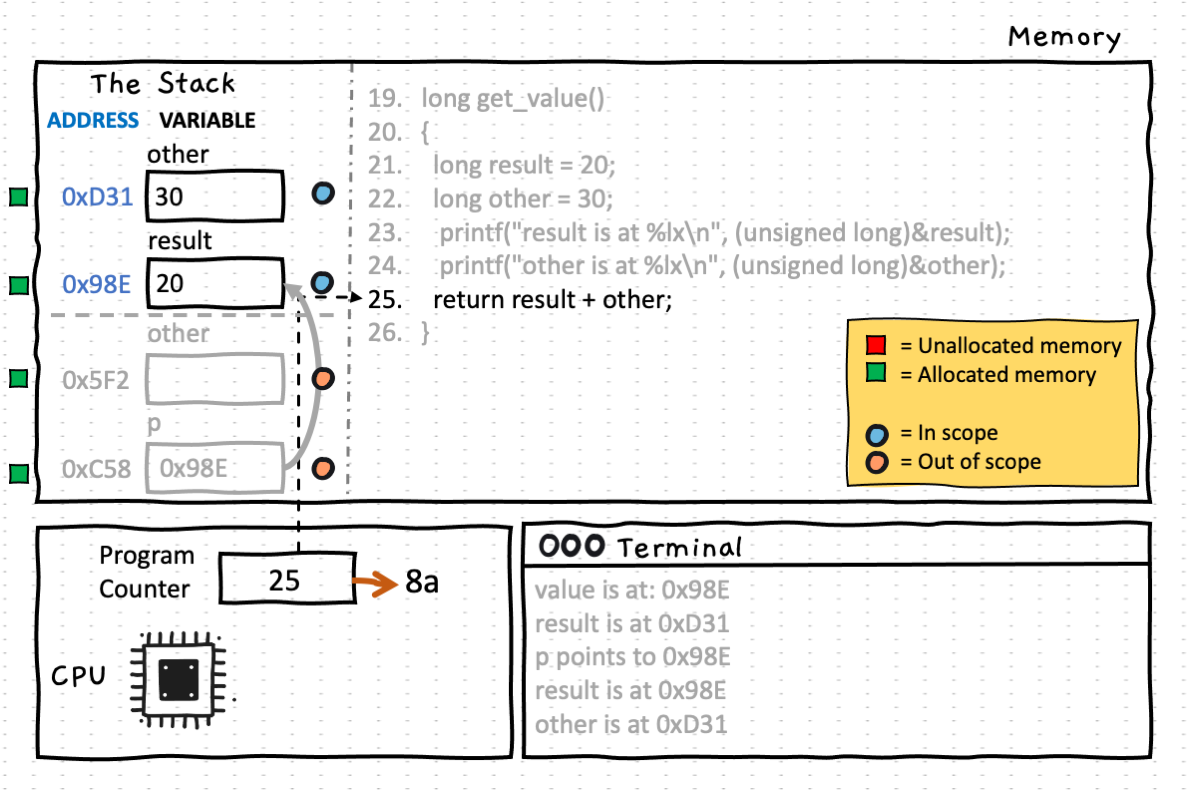 Memory
The Stack
ADDRESS VARIABLE
other
0xD31 30
result
0x98E 20
other
0x5F2
p
0xC58 0x98E
19. long get_value()
20. {
21. long result = 20;
22. long other = 30;
23. printf("result is at %lx\n", (unsigned long)&result);
24. printf("other is at %lx\n", (unsigned long)&other);
25. return result + other;
26. }
= Unallocated memory
= Allocated memory
= In scope
= Out of scope
Program
Counter
25
8a
CPU
Terminal
value is at: 0x98E
result is at 0xD31
p points to 0x98E
result is at 0x98E
other is at 0xD31